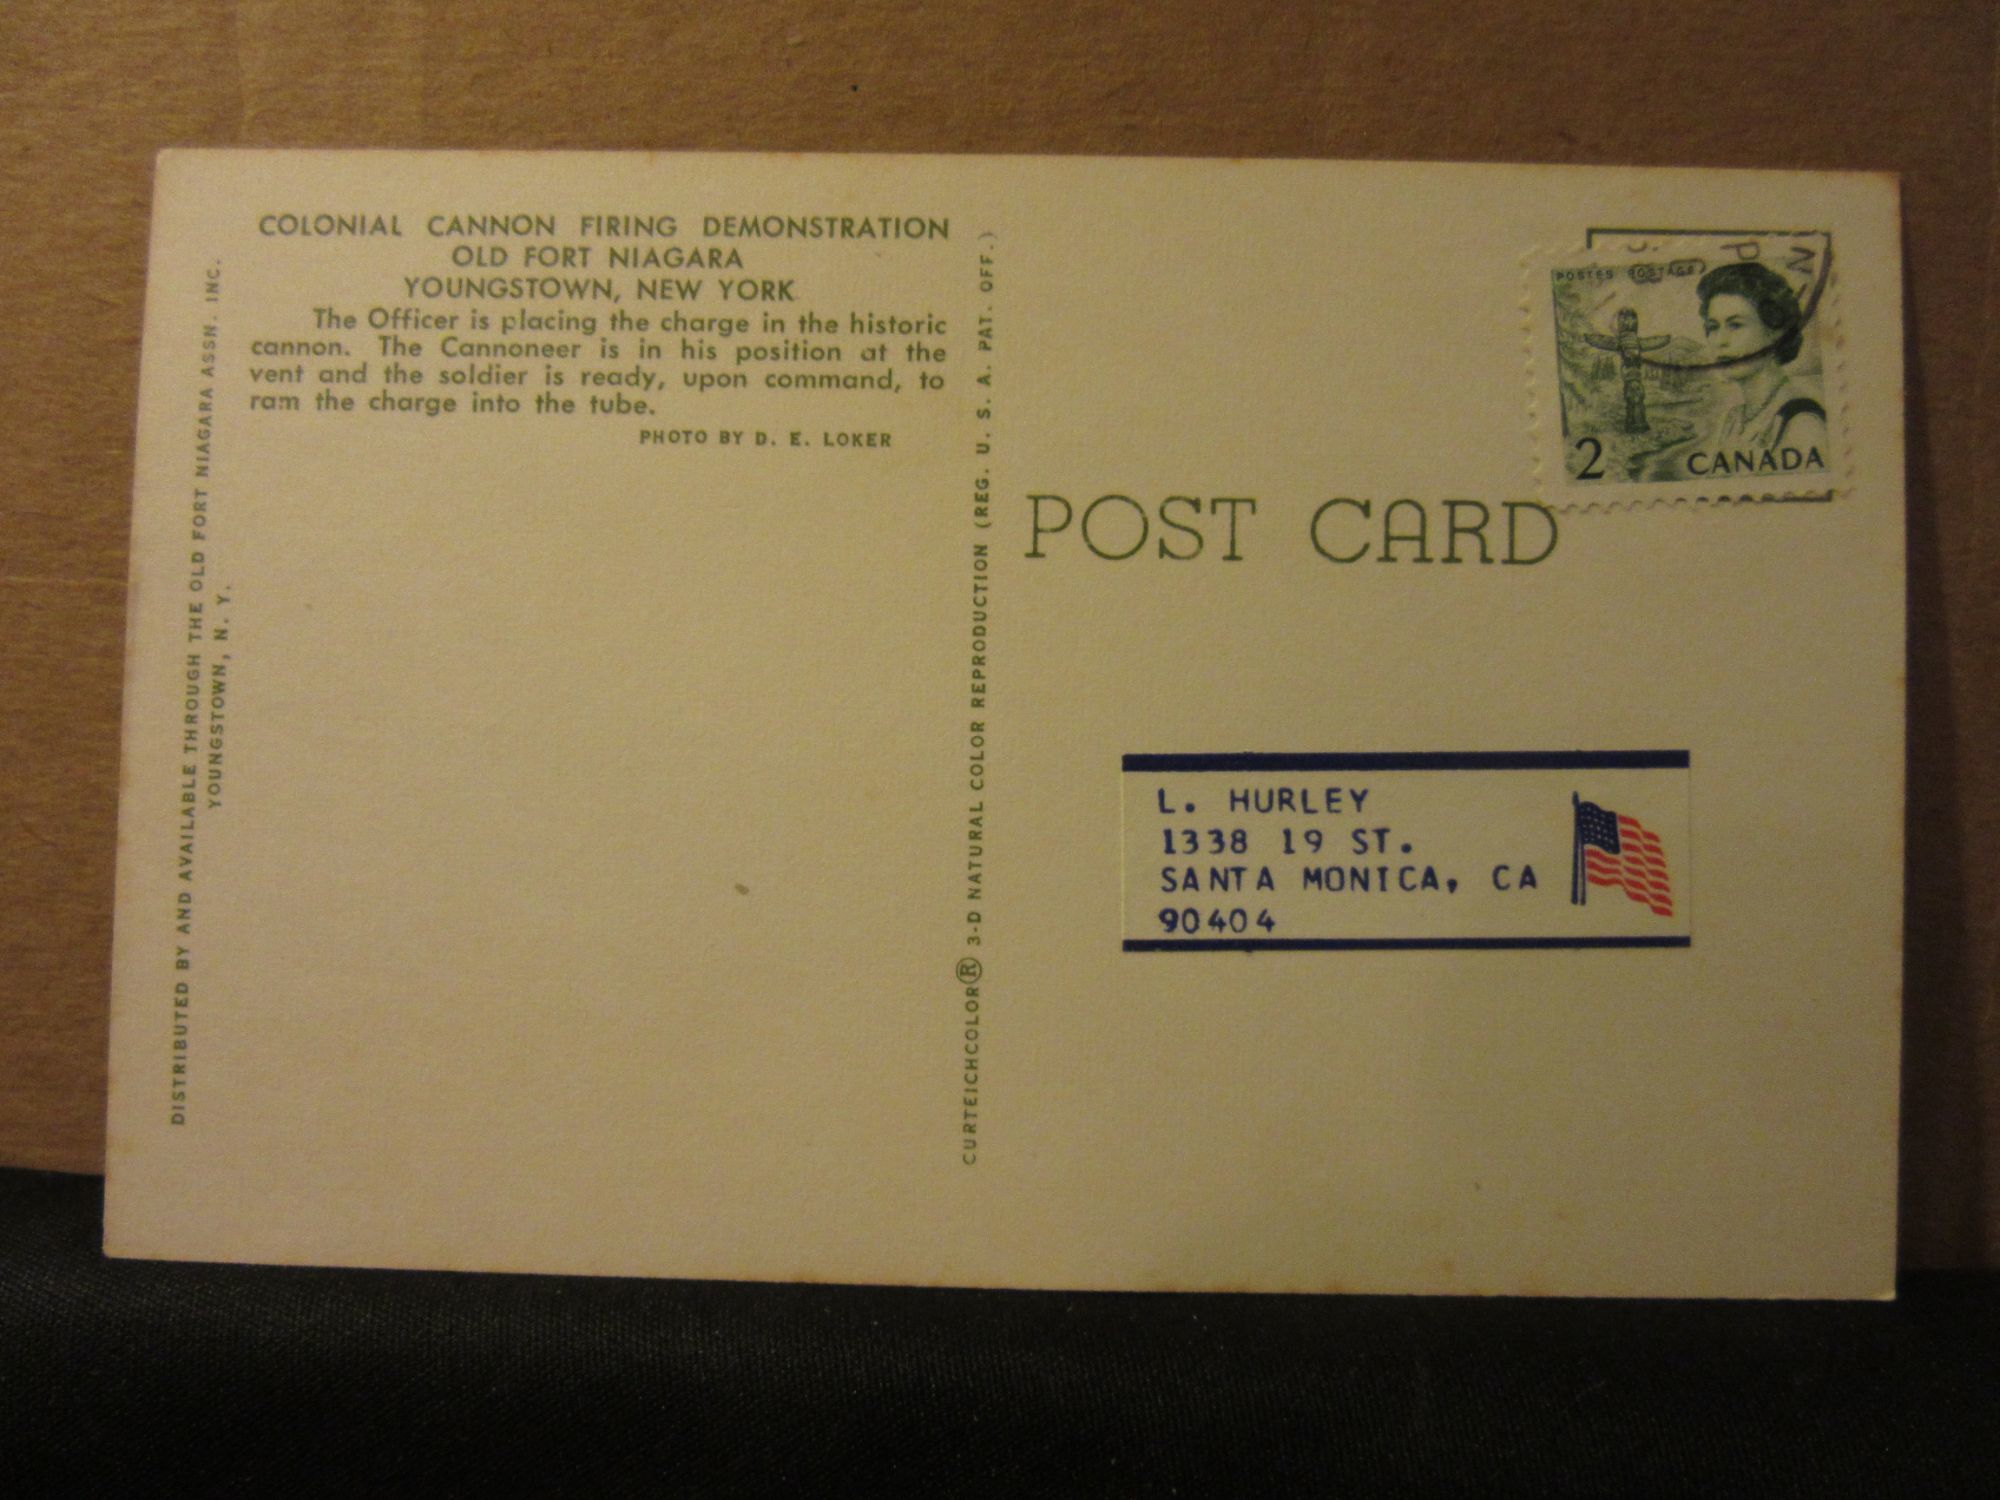 COLONIAL CANNON FIRING DEMONSTRATION
OLD FORT NIAGARA
YOUNGSTOWN, NEW YORK
The Officer is placing the charge in the historic
cannon. The Cannoneer is in his position at the
vent and the soldier is ready, upon command, to
ram the charge into the tube.
PHOTO BY D. E. LOKER
DISTRIBUTED BY AND AVAILABLE THROUGH THE OLD FORT NIAGARA ASSN. INC.
YOUNGSTOWN, N. Y.
CURTEICHCOLOR® 3-D NATURAL COLOR REPRODUCTION (REG. U. S. A. PAT. OFF.)
POSTES POSTAGE
2 CANADA
POST CARD
L. HURLEY
1338 19 ST.
SANTA MONICA, CA
90404